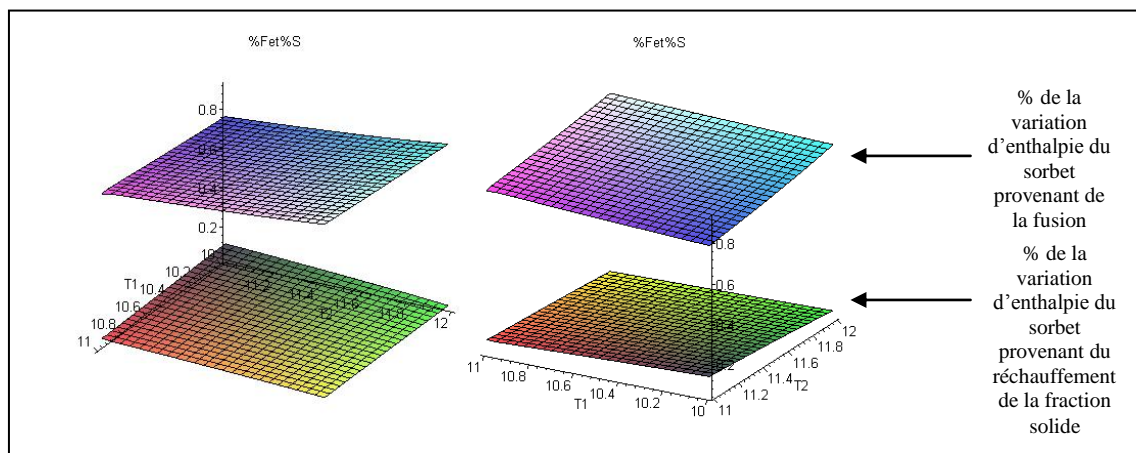 %Fet%S
0.8
0.6
0.4
0.2
10
10.2
T1 10.4
10.6
10.8
11
11.2
11.4
11.6
11.8
12
%Fet%S
0.8
0.6
11
10.8
10.6
10.4
10.2
10
T1
11
11.2
11.4
11.6
11.8
12
T2
% de la
variation
d'enthalpie du
sorbet
provenant de
la fusion
% de la
variation
d'enthalpie du
sorbet
provenant du
réchauffement
de la fraction
solide